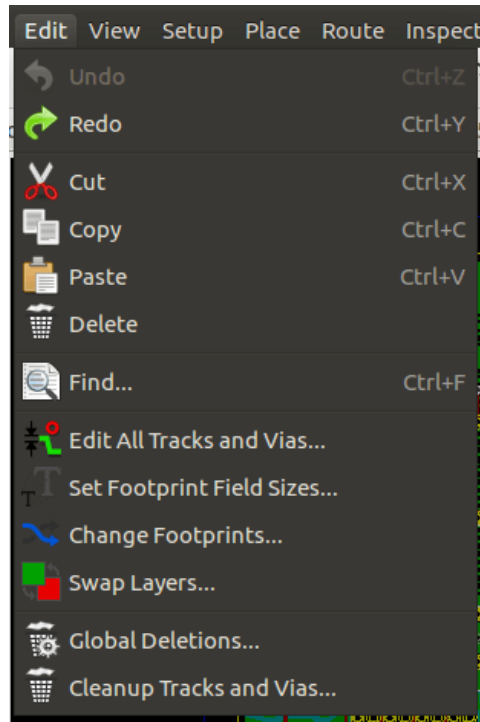 Edit View Setup Place Route Inspect
Undo Ctrl+Z
Redo Ctrl+Y
Cut Ctrl+X
Copy Ctrl+C
Paste Ctrl+V
Delete
Find... Ctrl+F
Edit All Tracks and Vias...
Set Footprint Field Sizes...
Change Footprints...
Swap Layers...
Global Deletions...
Cleanup Tracks and Vias...